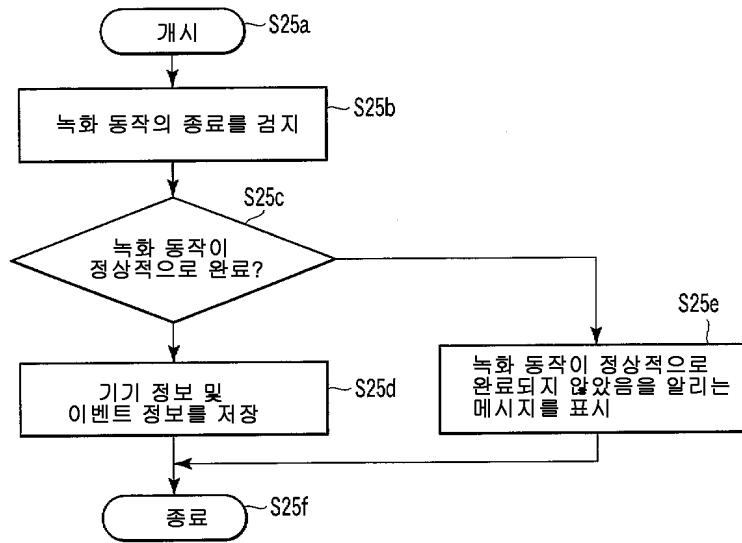 개시
S25a
녹화 동작의 종료를 검지
S25b
S25c
녹화 동작이
정상적으로 완료?
S25e
기기 정보 및
이벤트 정보를 저장
S25d
녹화 동작이 정상적으로
완료되지 않았음을 알리는
메시지를 표시
종료
S25f